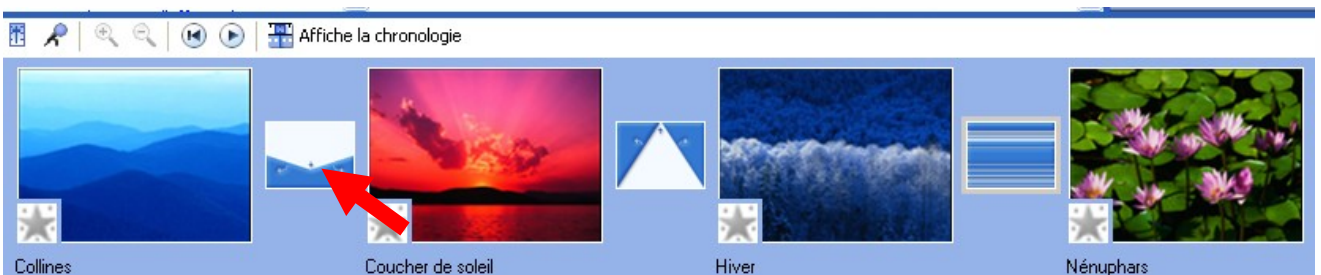 Affiche la chronologie
Collines
Coucher de soleil
Hiver
Nénuphars